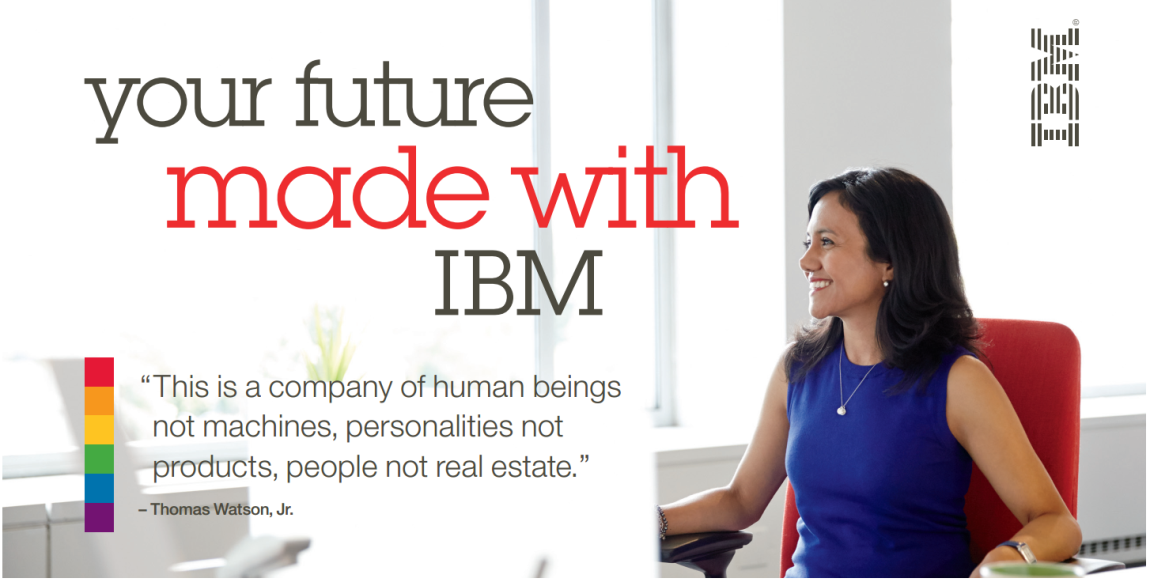 your future
made with
IBM
“This is a company of human beings
not machines, personalities not
products, people not real estate.”
– Thomas Watson, Jr.
IBM®